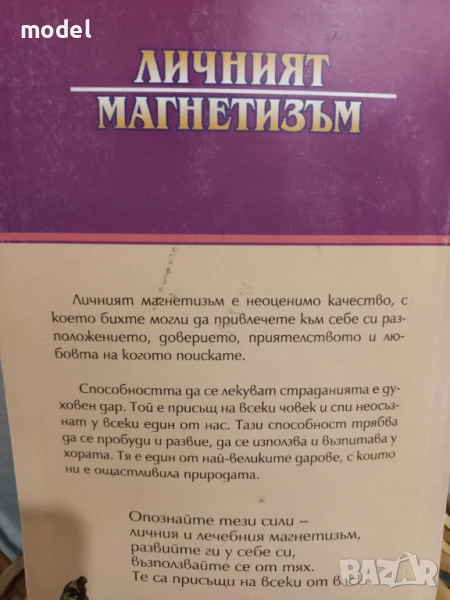 model
ЛИЧНИЯТ
МАГНЕТИЗЪМ
Личният магнетизъм е неоценимо качество, с
което бихте могли да привлечете към себе си раз-
положението, доверието, приятелството и лю-
бовта на когото поискате.
Способността да се лекуват страданията е ду-
ховен дар. Той е присъщ на всеки човек и спи неосъз-
нат у всеки един от нас. Тази способност трябва
да се пробуди и развие, да се използва и възпитава у
хората. Тя е един от най-великите дарове, с които
ни е ощастливила природата.
Опознайте тези сили –
личния и лечебния магнетизъм,
развийте ги у себе си,
възползвайте се от тях.
Те са присъщи на всеки от вас!
BAZAR